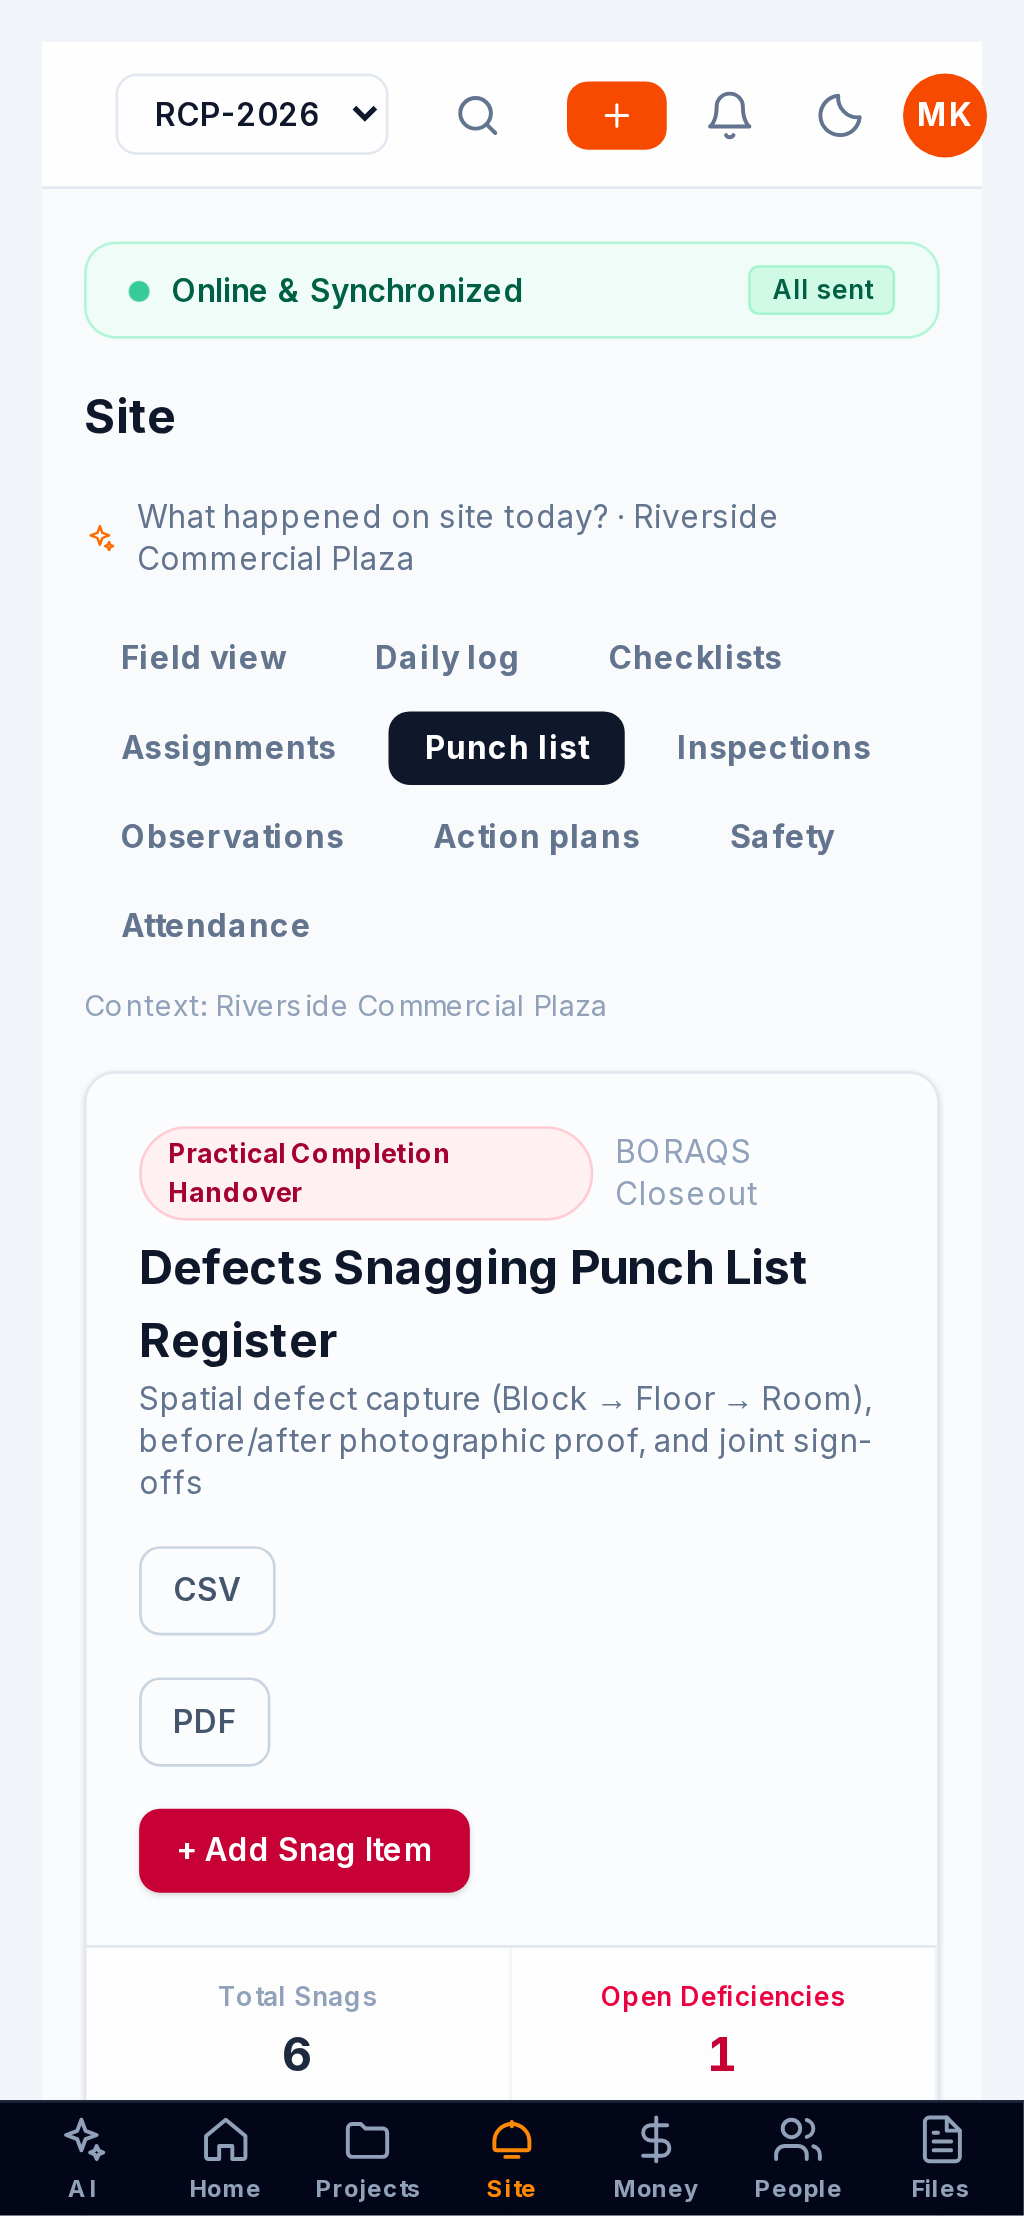 RCP-2026
MK
Online & Synchronized
All sent
Site
What happened on site today? · Riverside
Commercial Plaza
Field view
Daily log
Checklists
Assignments
Punch list
Inspections
Observations
Action plans
Safety
Attendance
Context: Riverside Commercial Plaza
Practical Completion
Handover
BORAQS
Closeout
Defects Snagging Punch List
Register
Spatial defect capture (Block → Floor → Room),
before/after photographic proof, and joint sign-
offs
CSV
PDF
+ Add Snag Item
Total Snags
Open Deficiencies
6
1
AI
Home
Projects
Site
Money
People
Files